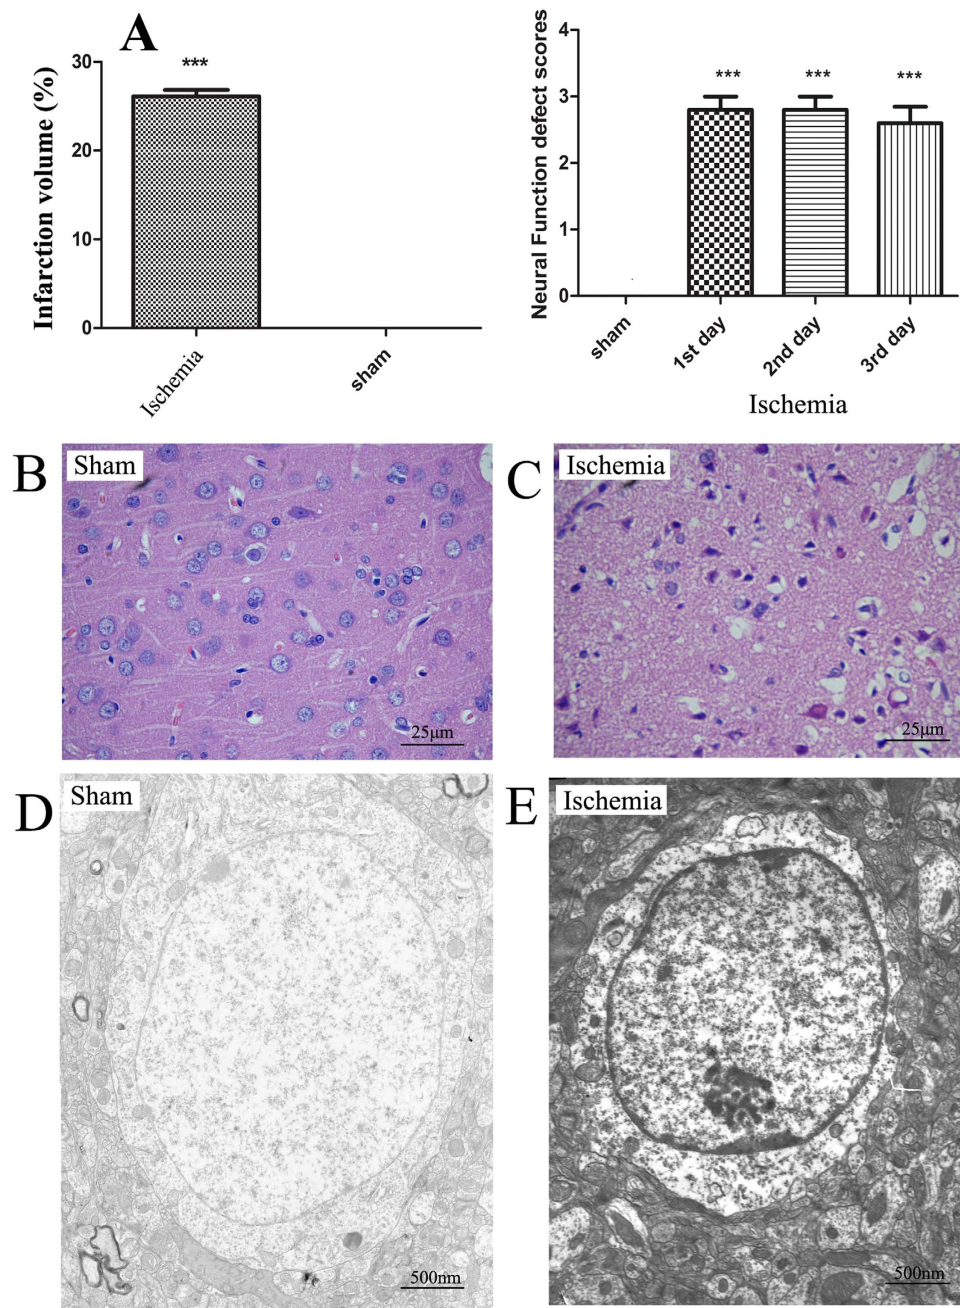 A
Infarction volume (%)
30
20
10
0
***
Ischemia
sham
Neural Function defect scores
4
3
2
1
0
***
***
***
sham
1st day
2nd day
3rd day
Ischemia
B
Sham
25μm
C
Ischemia
25μm
D
Sham
500nm
E
Ischemia
500nm